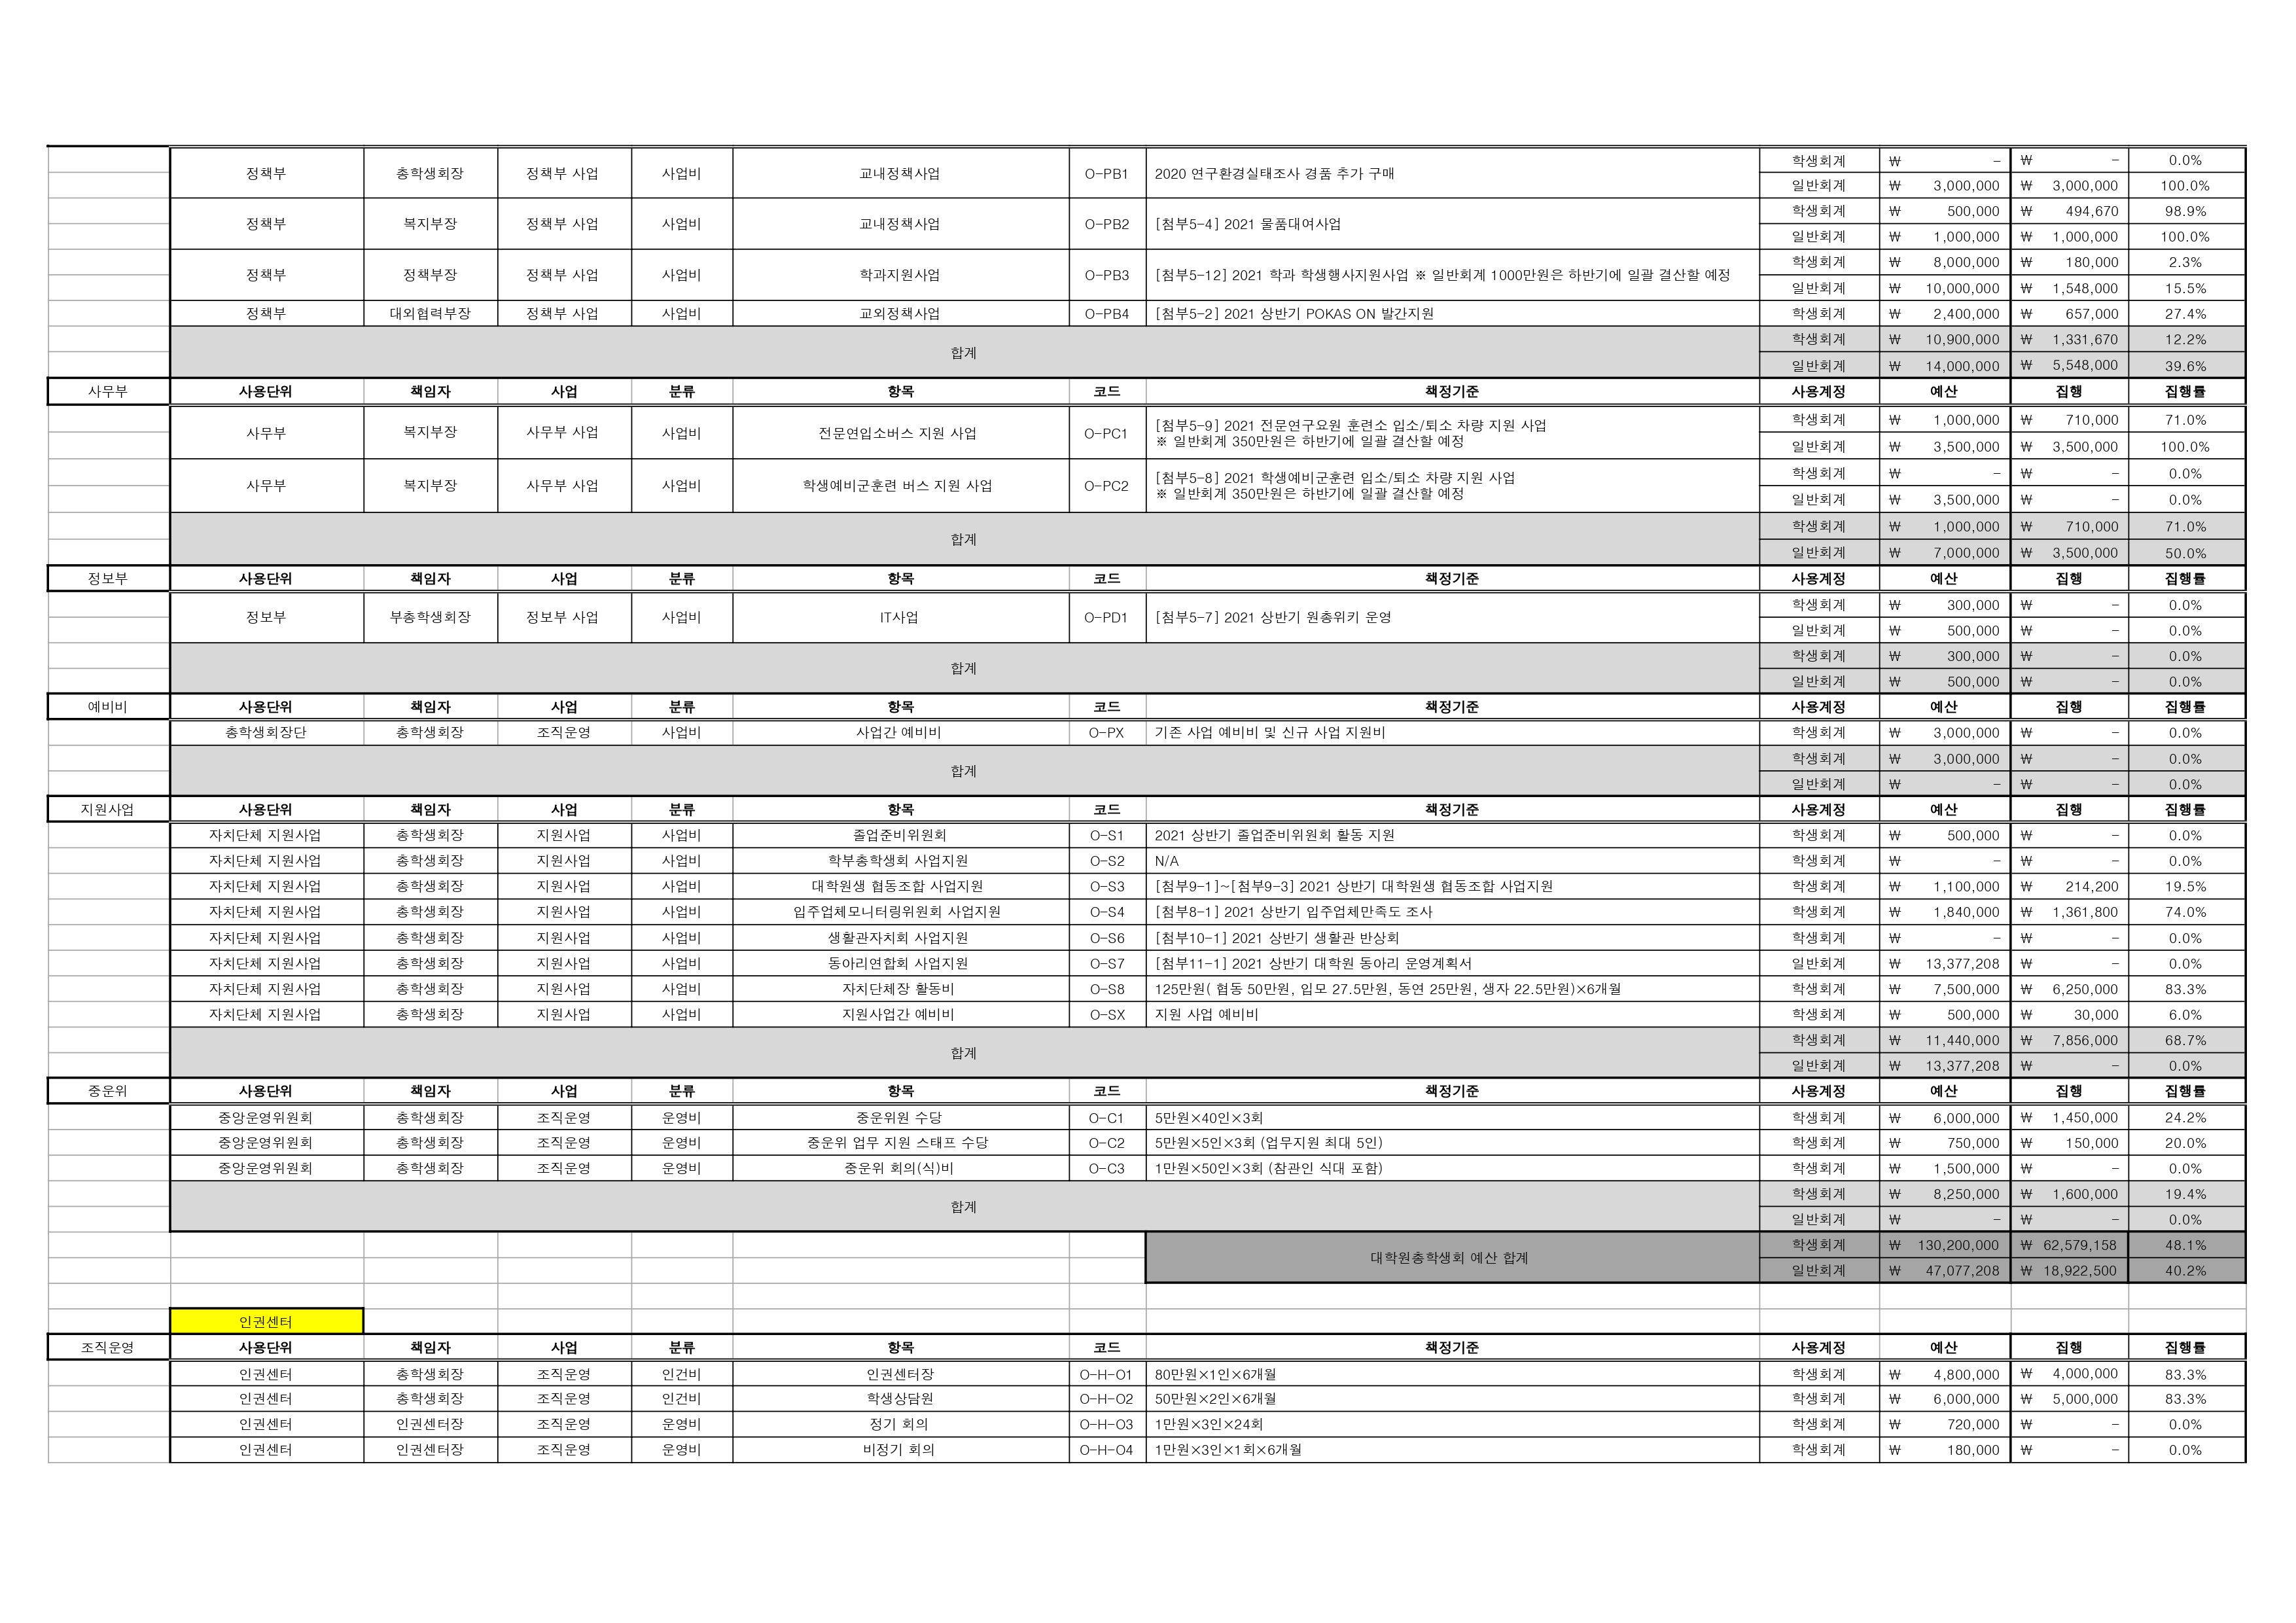 정책부 총학생회장 정책부 사업 사업비 교내정책사업 O-PB1 2020 연구환경실태조사 경품 추가 구매 학생회계 ₩ - ₩ - 0.0%
일반회계 ₩ 3,000,000 ₩ 3,000,000 100.0%
정책부 복지부장 정책부 사업 사업비 교내정책사업 O-PB2 [첨부5-4] 2021 물품대여사업 학생회계 ₩ 500,000 ₩ 494,670 98.9%
일반회계 ₩ 1,000,000 ₩ 1,000,000 100.0%
정책부 정책부장 정책부 사업 사업비 학과지원사업 O-PB3 [첨부5-12] 2021 학과 학생행사지원사업 ※ 일반회계 1000만원은 하반기에 일괄 결산할 예정 학생회계 ₩ 8,000,000 ₩ 180,000 2.3%
일반회계 ₩ 10,000,000 ₩ 1,548,000 15.5%
정책부 대외협력부장 정책부 사업 사업비 교외정책사업 O-PB4 [첨부5-2] 2021 상반기 POKAS ON 발간지원 학생회계 ₩ 2,400,000 ₩ 657,000 27.4%
합계 학생회계 ₩ 10,900,000 ₩ 1,331,670 12.2%
일반회계 ₩ 14,000,000 ₩ 5,548,000 39.6%
사무부 사용단위 책임자 사업 분류 항목 코드 책정기준 사용계정 예산 집행 집행률
사무부 복지부장 사무부 사업 사업비 전문연입소버스 지원 사업 O-PC1 [첨부5-9] 2021 전문연구요원 훈련소 입소/퇴소 차량 지원 사업 학생회계 ₩ 1,000,000 ₩ 710,000 71.0%
※ 일반회계 350만원은 하반기에 일괄 결산할 예정 일반회계 ₩ 3,500,000 ₩ 3,500,000 100.0%
사무부 복지부장 사무부 사업 사업비 학생예비군훈련 버스 지원 사업 O-PC2 [첨부5-8] 2021 학생예비군훈련 입소/퇴소 차량 지원 사업 학생회계 ₩ - ₩ - 0.0%
※ 일반회계 350만원은 하반기에 일괄 결산할 예정 일반회계 ₩ 3,500,000 ₩ - 0.0%
합계 학생회계 ₩ 1,000,000 ₩ 710,000 71.0%
일반회계 ₩ 7,000,000 ₩ 3,500,000 50.0%
정보부 사용단위 책임자 사업 분류 항목 코드 책정기준 사용계정 예산 집행 집행률
정보부 부총학생회장 정보부 사업 사업비 IT사업 O-PD1 [첨부5-7] 2021 상반기 원총위키 운영 학생회계 ₩ 300,000 ₩ - 0.0%
일반회계 ₩ 500,000 ₩ - 0.0%
합계 학생회계 ₩ 300,000 ₩ - 0.0%
일반회계 ₩ 500,000 ₩ - 0.0%
예비비 사용단위 책임자 사업 분류 항목 코드 책정기준 사용계정 예산 집행 집행률
총학생회장단 총학생회장 조직운영 사업비 사업간 예비비 O-PX 기존 사업 예비비 및 신규 사업 지원비 학생회계 ₩ 3,000,000 ₩ - 0.0%
합계 학생회계 ₩ 3,000,000 ₩ - 0.0%
일반회계 ₩ - ₩ - 0.0%
지원사업 사용단위 책임자 사업 분류 항목 코드 책정기준 사용계정 예산 집행 집행률
자치단체 지원사업 총학생회장 지원사업 사업비 졸업준비위원회 O-S1 2021 상반기 졸업준비위원회 활동 지원 학생회계 ₩ 500,000 ₩ - 0.0%
자치단체 지원사업 총학생회장 지원사업 사업비 학부총학생회 사업지원 O-S2 N/A 학생회계 ₩ - ₩ - 0.0%
자치단체 지원사업 총학생회장 지원사업 사업비 대학원생 협동조합 사업지원 O-S3 [첨부9-1]~[첨부9-3] 2021 상반기 대학원생 협동조합 사업지원 학생회계 ₩ 1,100,000 ₩ 214,200 19.5%
자치단체 지원사업 총학생회장 지원사업 사업비 입주업체모니터링위원회 사업지원 O-S4 [첨부8-1] 2021 상반기 입주업체만족도 조사 학생회계 ₩ 1,840,000 ₩ 1,361,800 74.0%
자치단체 지원사업 총학생회장 지원사업 사업비 생활관자치회 사업지원 O-S6 [첨부10-1] 2021 상반기 생활관 반상회 학생회계 ₩ - ₩ - 0.0%
자치단체 지원사업 총학생회장 지원사업 사업비 동아리연합회 사업지원 O-S7 [첨부11-1] 2021 상반기 대학원 동아리 운영계획서 일반회계 ₩ 13,377,208 ₩ - 0.0%
자치단체 지원사업 총학생회장 지원사업 사업비 자치단체장 활동비 O-S8 125만원( 협동 50만원, 입모 27.5만원, 동연 25만원, 생자 22.5만원)×6개월 학생회계 ₩ 7,500,000 ₩ 6,250,000 83.3%
자치단체 지원사업 총학생회장 지원사업 사업비 지원사업간 예비비 O-SX 지원 사업 예비비 학생회계 ₩ 500,000 ₩ 30,000 6.0%
합계 학생회계 ₩ 11,440,000 ₩ 7,856,000 68.7%
일반회계 ₩ 13,377,208 ₩ - 0.0%
중운위 사용단위 책임자 사업 분류 항목 코드 책정기준 사용계정 예산 집행 집행률
중앙운영위원회 총학생회장 조직운영 운영비 중운위원 수당 O-C1 5만원×40인×3회 학생회계 ₩ 6,000,000 ₩ 1,450,000 24.2%
중앙운영위원회 총학생회장 조직운영 운영비 중운위 업무 지원 스태프 수당 O-C2 5만원×5인×3회 (업무지원 최대 5인) 학생회계 ₩ 750,000 ₩ 150,000 20.0%
중앙운영위원회 총학생회장 조직운영 운영비 중운위 회의(식)비 O-C3 1만원×50인×3회 (참관인 식대 포함) 학생회계 ₩ 1,500,000 ₩ - 0.0%
합계 학생회계 ₩ 8,250,000 ₩ 1,600,000 19.4%
일반회계 ₩ - ₩ - 0.0%
대학원총학생회 예산 합계 학생회계 ₩ 130,200,000 ₩ 62,579,158 48.1%
일반회계 ₩ 47,077,208 ₩ 18,922,500 40.2%
인권센터
조직운영 사용단위 책임자 사업 분류 항목 코드 책정기준 사용계정 예산 집행 집행률
인권센터 총학생회장 조직운영 인건비 인권센터장 O-H-O1 80만원×1인×6개월 학생회계 ₩ 4,800,000 ₩ 4,000,000 83.3%
인권센터 총학생회장 조직운영 인건비 학생상담원 O-H-O2 50만원×2인×6개월 학생회계 ₩ 6,000,000 ₩ 5,000,000 83.3%
인권센터 인권센터장 조직운영 운영비 정기 회의 O-H-O3 1만원×3인×24회 학생회계 ₩ 720,000 ₩ - 0.0%
인권센터 인권센터장 조직운영 운영비 비정기 회의 O-H-O4 1만원×3인×1회×6개월 학생회계 ₩ 180,000 ₩ - 0.0%